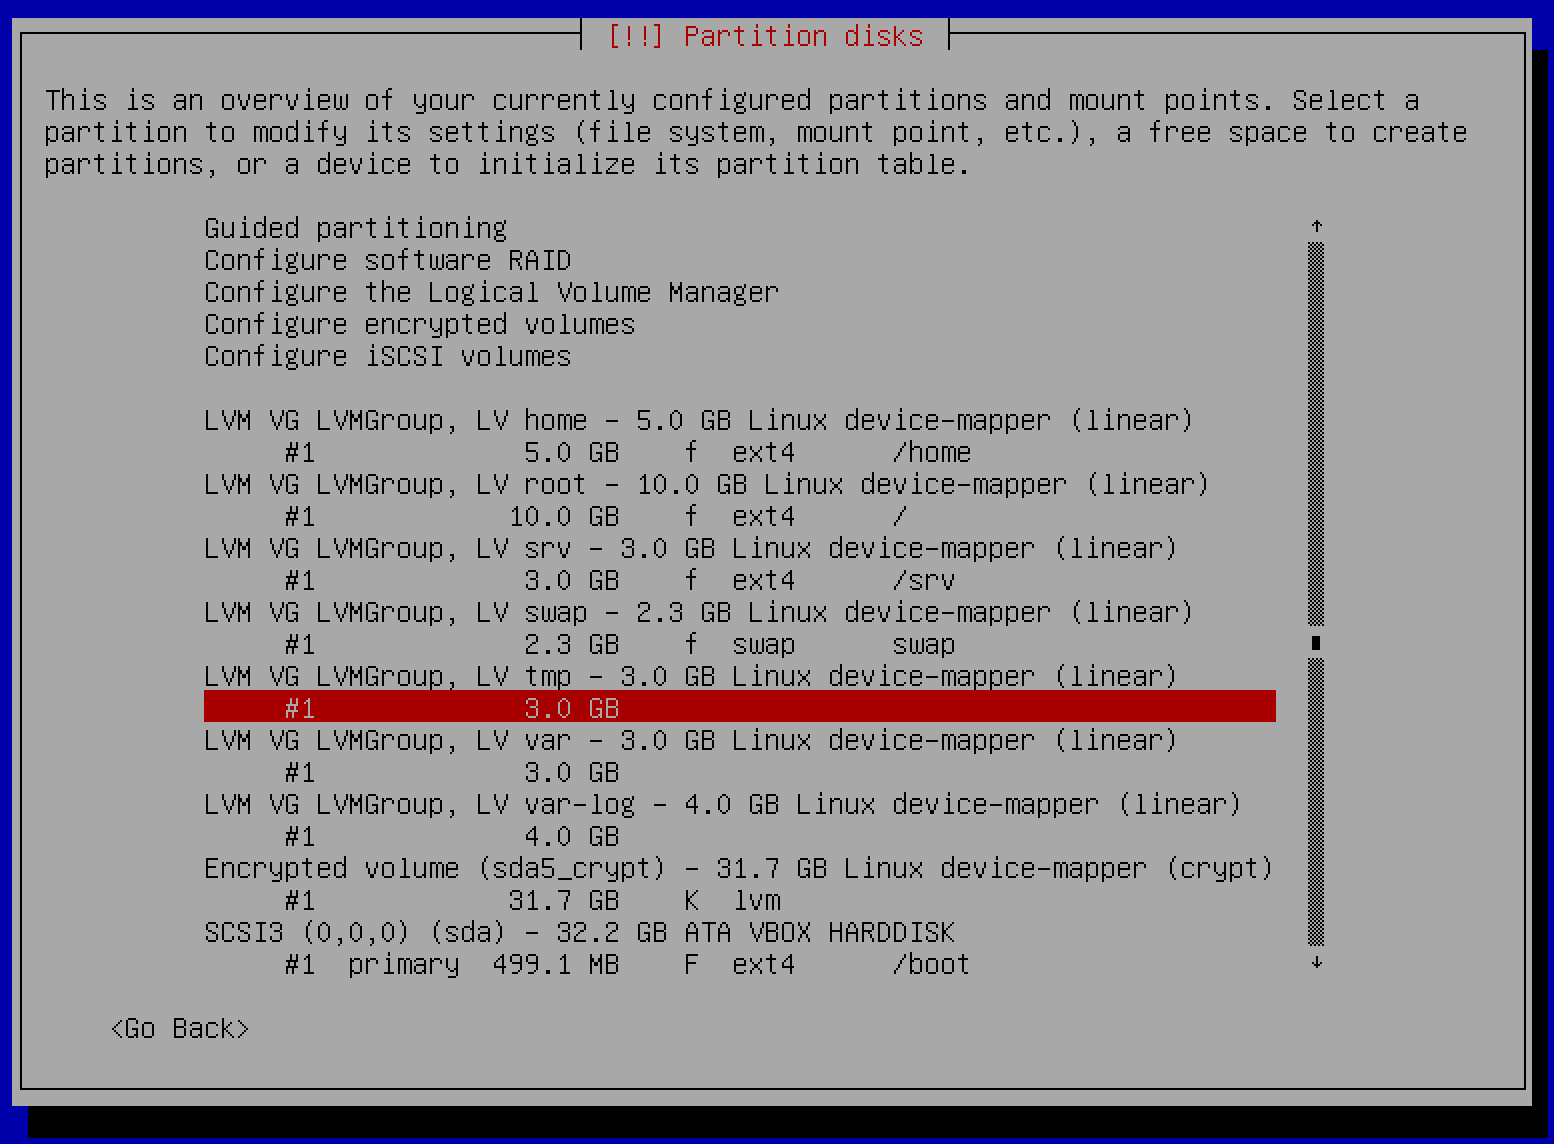 [!!] Partition disks
This is an overview of your currently configured partitions and mount points. Select a
partition to modify its settings (file system, mount point, etc.), a free space to create
partitions, or a device to initialize its partition table.
Guided partitioning
Configure software RAID
Configure the Logical Volume Manager
Configure encrypted volumes
Configure iSCSI volumes
LVM VG LVMGroup, LV home - 5.0 GB Linux device-mapper (linear)
#1 5.0 GB f ext4 /home
LVM VG LVMGroup, LV root - 10.0 GB Linux device-mapper (linear)
#1 10.0 GB f ext4 /
LVM VG LVMGroup, LV srv - 3.0 GB Linux device-mapper (linear)
#1 3.0 GB f ext4 /srv
LVM VG LVMGroup, LV swap - 2.3 GB Linux device-mapper (linear)
#1 2.3 GB f swap swap
LVM VG LVMGroup, LV tmp - 3.0 GB Linux device-mapper (linear)
#1 3.0 GB
LVM VG LVMGroup, LV var - 3.0 GB Linux device-mapper (linear)
#1 3.0 GB
LVM VG LVMGroup, LV var-log - 4.0 GB Linux device-mapper (linear)
#1 4.0 GB
Encrypted volume (sda5_crypt) - 31.7 GB Linux device-mapper (crypt)
#1 31.7 GB K lvm
SCSI3 (0,0,0) (sda) - 32.2 GB ATA VBOX HARDDISK
#1 primary 499.1 MB F ext4 /boot
<Go Back>